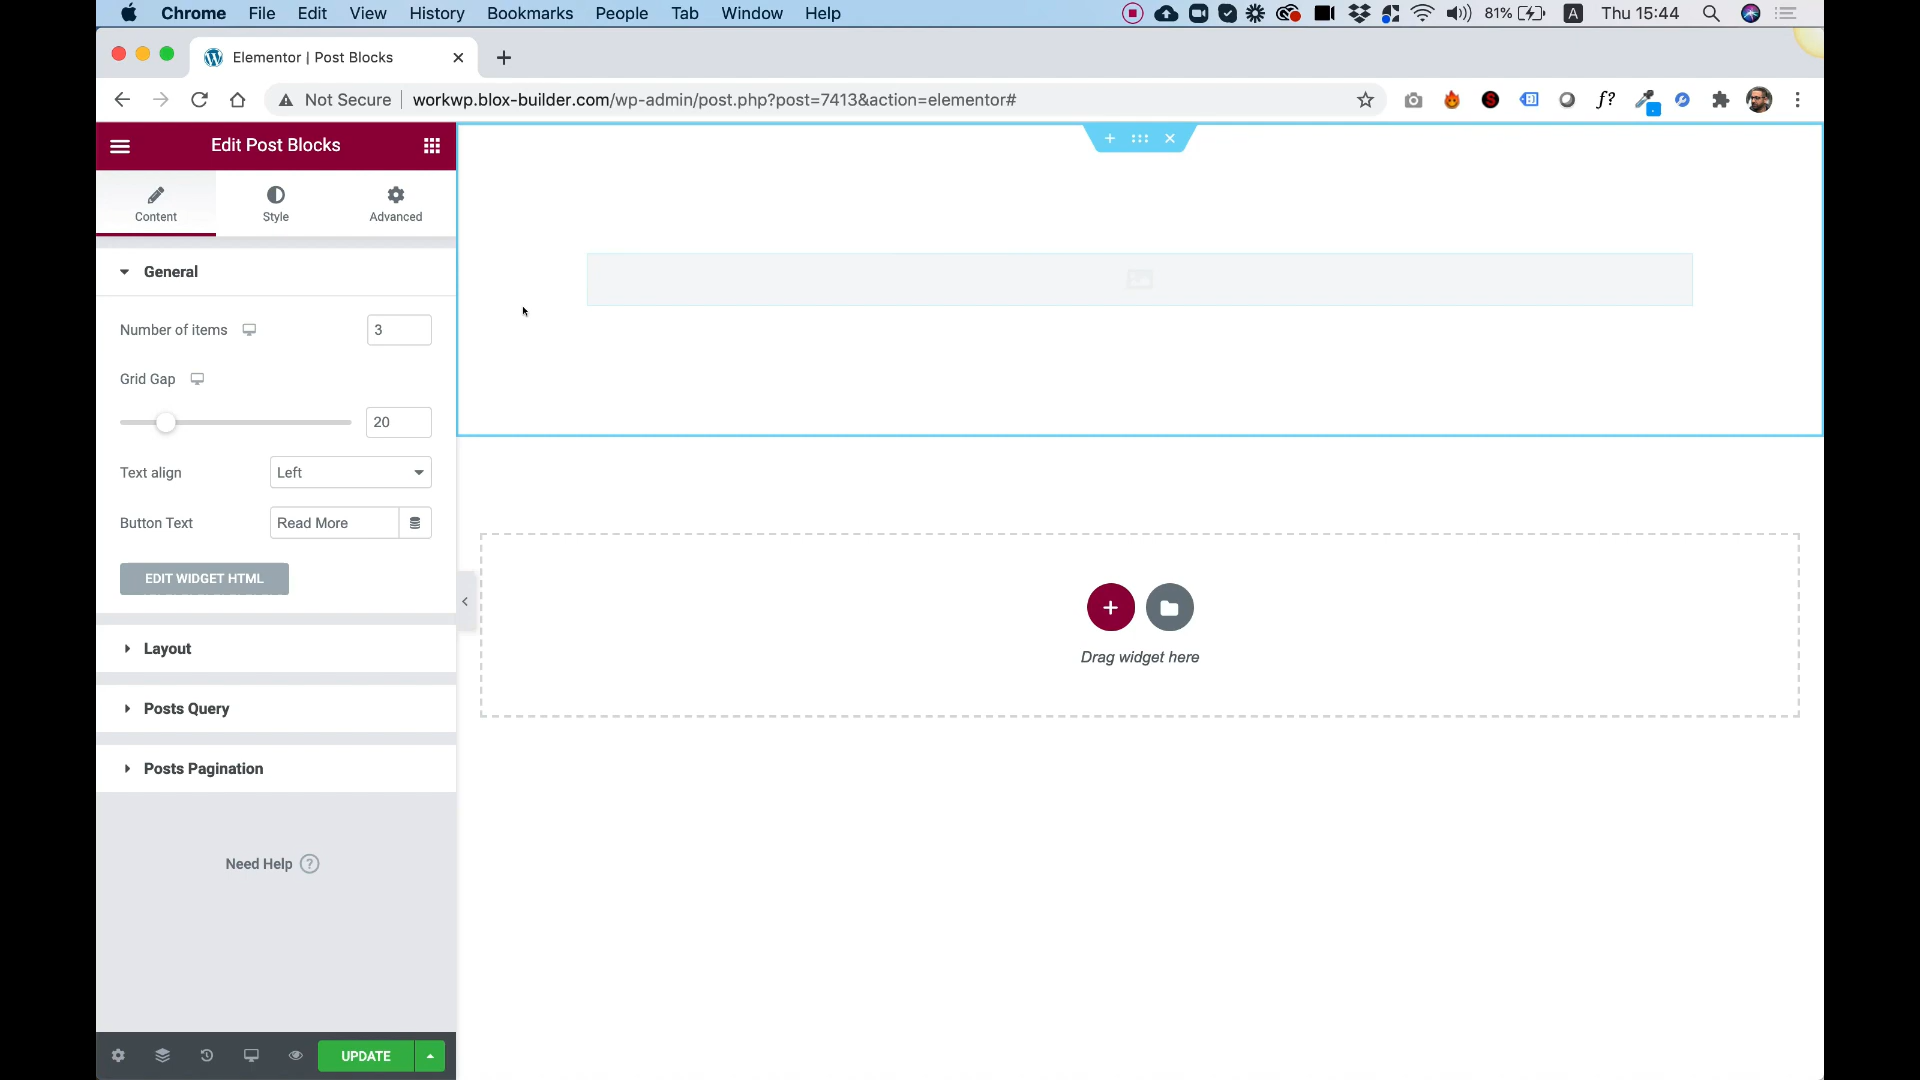 Chrome File Edit View History Bookmarks People Tab Window Help 81% A Thu 15:44
Elementor | Post Blocks
Not Secure workwp.blox-builder.com/wp-admin/post.php?post=7413&action=elementor# S f?
Edit Post Blocks
Content Style Advanced
General
Number of items 3
Grid Gap
20
Text align Left
Button Text Read More
EDIT WIDGET HTML
Layout
Posts Query
Posts Pagination
Need Help ?
UPDATE
Drag widget here